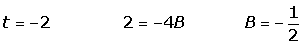 t = −2 2 = −4B B = −1/2